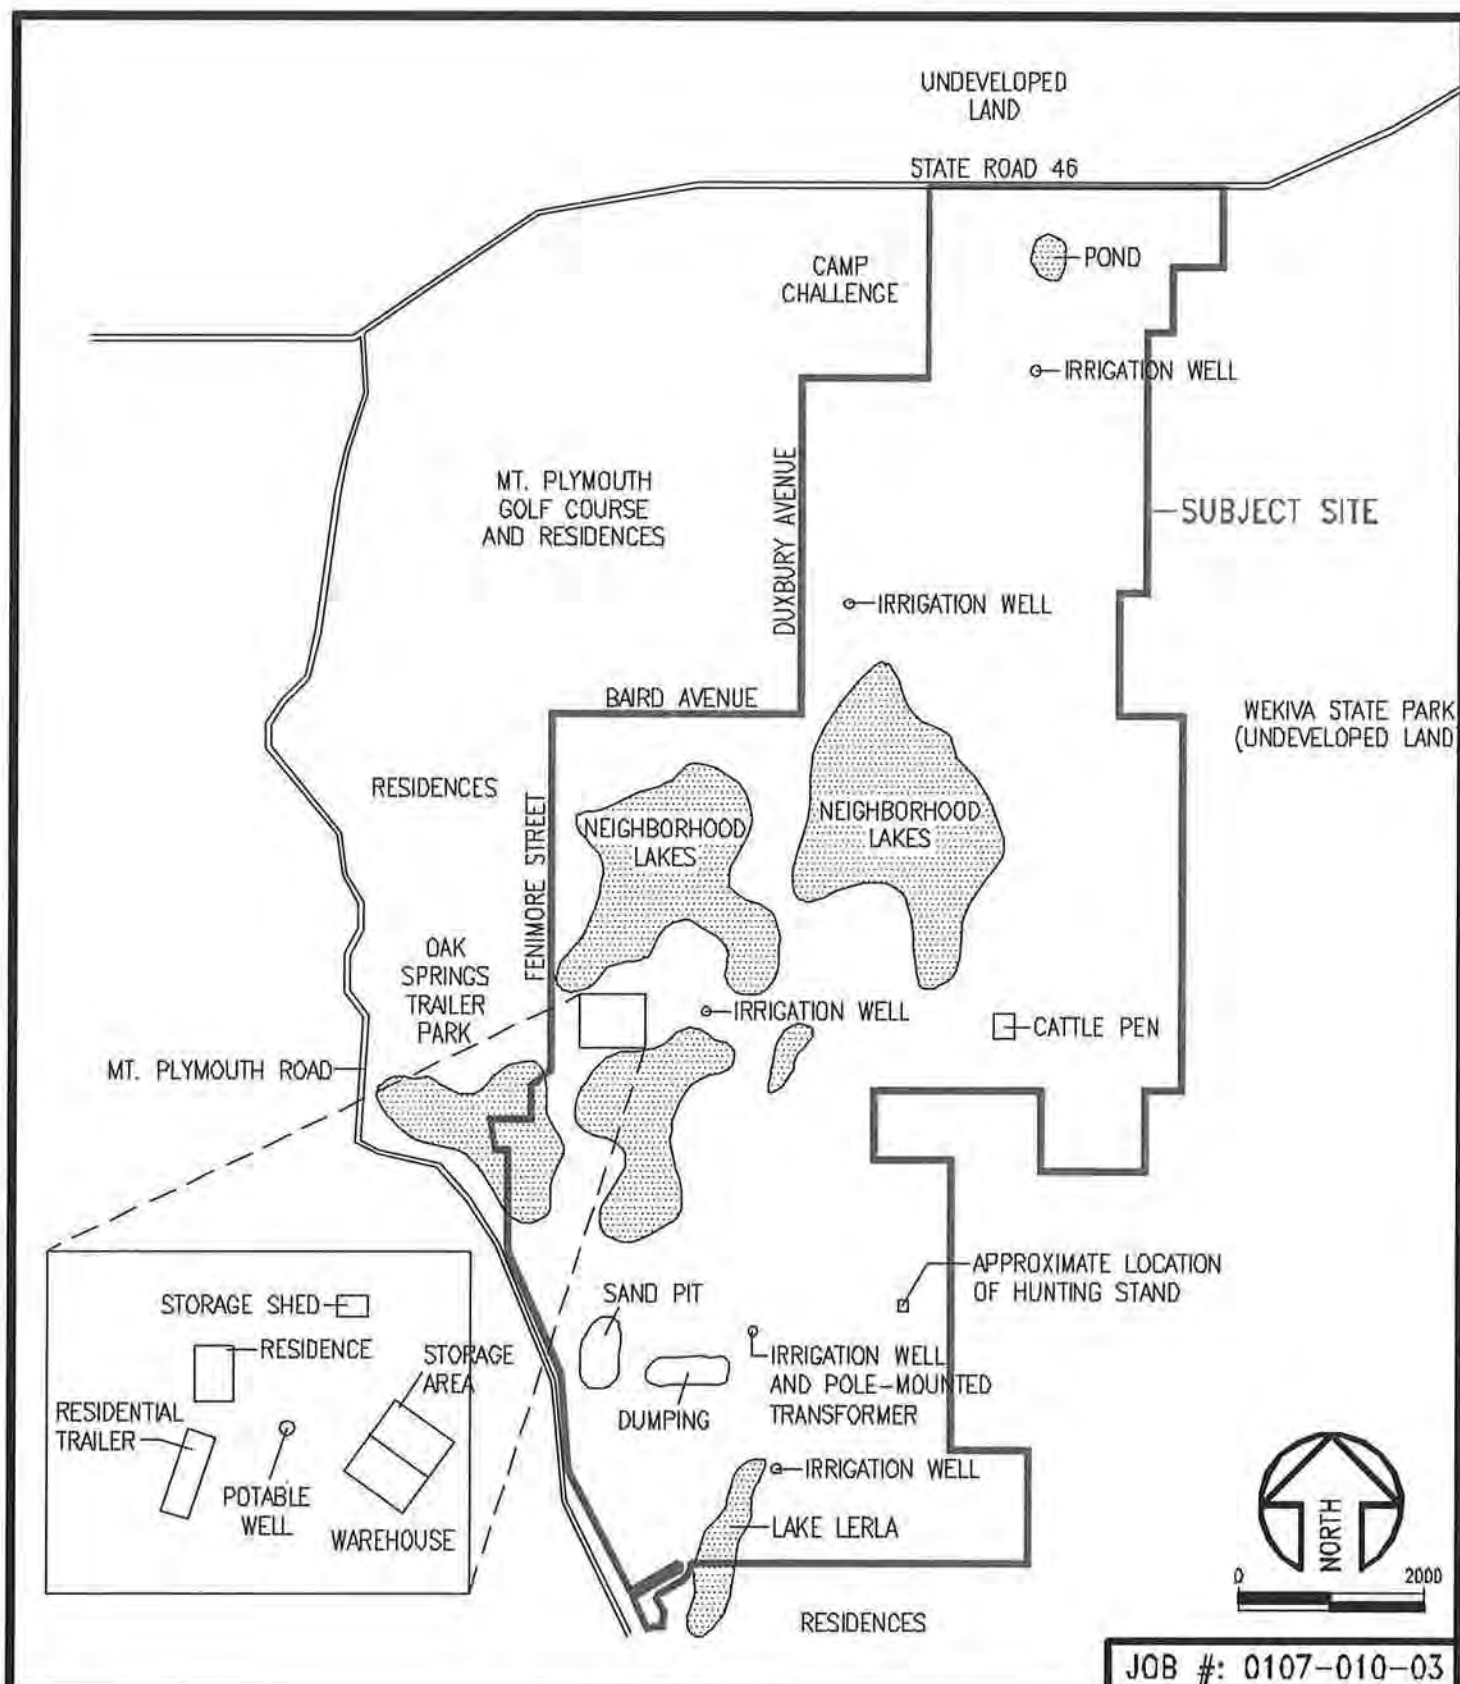 UNDEVELOPED
LAND
STATE ROAD 46
POND
CAMP
CHALLENGE
IRRIGATION WELL
MT. PLYMOUTH
GOLF COURSE
AND RESIDENCES
DUXBURY AVENUE
SUBJECT SITE
IRRIGATION WELL
BAIRD AVENUE
WEKIVA STATE PARK
(UNDEVELOPED LAND)
RESIDENCES
FENIMORE STREET
NEIGHBORHOOD
LAKES
NEIGHBORHOOD
LAKES
OAK
SPRINGS
TRAILER
PARK
IRRIGATION WELL
CATTLE PEN
MT. PLYMOUTH ROAD
APPROXIMATE LOCATION
OF HUNTING STAND
SAND PIT
STORAGE SHED
RESIDENCE
STORAGE
AREA
IRRIGATION WELL
AND POLE-MOUNTED
TRANSFORMER
DUMPING
RESIDENTIAL
TRAILER
POTABLE
WELL
WAREHOUSE
IRRIGATION WELL
LAKE LERLA
NORTH
0
2000
RESIDENCES
JOB #: 0107-010-03